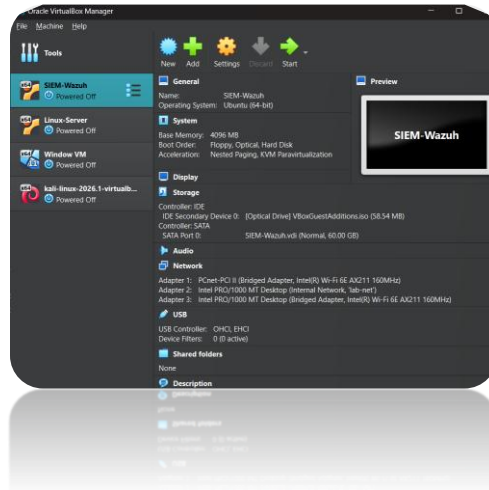 Oracle VirtualBox Manager
File Machine Help
Tools
New Add Settings Discard Start
SIEM-Wazuh
Powered Off
Linux-Server
Powered Off
Window VM
Powered Off
kali-linux-2026.1-virtualb...
Powered Off
General
Name: SIEM-Wazuh
Operating System: Ubuntu (64-bit)
System
Base Memory: 4096 MB
Boot Order: Floppy, Optical, Hard Disk
Acceleration: Nested Paging, KVM Paravirtualization
Display
Storage
Controller: IDE
IDE Secondary Device 0: [Optical Drive] VBoxGuestAdditions.iso (58.54 MB)
Controller: SATA
SATA Port 0: SIEM-Wazuh.vdi (Normal, 60.00 GB)
Audio
Network
Adapter 1: PCnet-PCI II (Bridged Adapter, Intel(R) Wi-Fi 6E AX211 160MHz)
Adapter 2: Intel PRO/1000 MT Desktop (Internal Network, 'lab-net')
Adapter 3: Intel PRO/1000 MT Desktop (Bridged Adapter, Intel(R) Wi-Fi 6E AX211 160MHz)
USB
USB Controller: OHCI, EHCI
Device Filters: 0 (0 active)
Shared folders
None
Description
Preview
SIEM-Wazuh